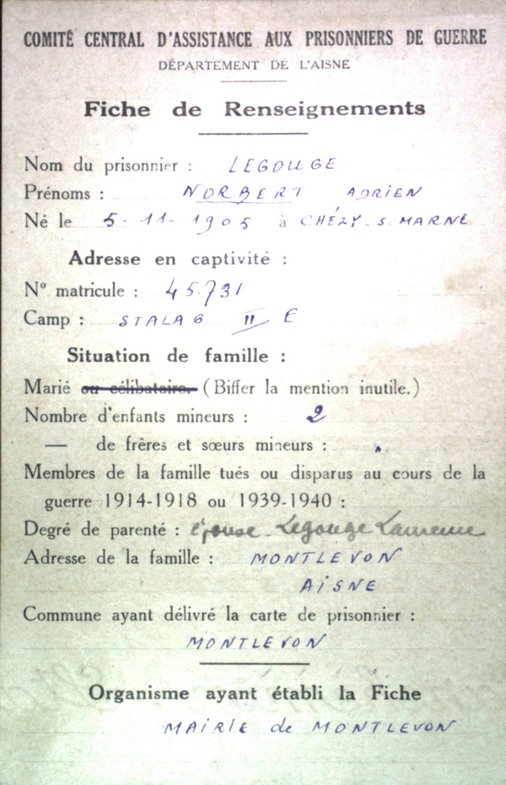 COMITÉ CENTRAL D'ASSISTANCE AUX PRISONNIERS DE GUERRE
DÉPARTEMENT DE L'AISNE
Fiche de Renseignements
Nom du prisonnier : LEGOUGE
Prénoms : NORBERT ADRIEN
Né le 5-11-1905 à CHÉZY-S-MARNE
Adresse en captivité :
N° matricule : 45.731
Camp : STALAG II E
Situation de famille :
Marié ou célibataire. (Biffer la mention inutile.)
Nombre d'enfants mineurs : 2
— de frères et sœurs mineurs :
Membres de la famille tués ou disparus au cours de la
guerre 1914-1918 ou 1939-1940 :
Degré de parenté : épouse Legouge
Adresse de la famille : MONTLEVON
AISNE
Commune ayant délivré la carte de prisonnier :
MONTLEVON
Organisme ayant établi la Fiche
MAIRIE de MONTLEVON